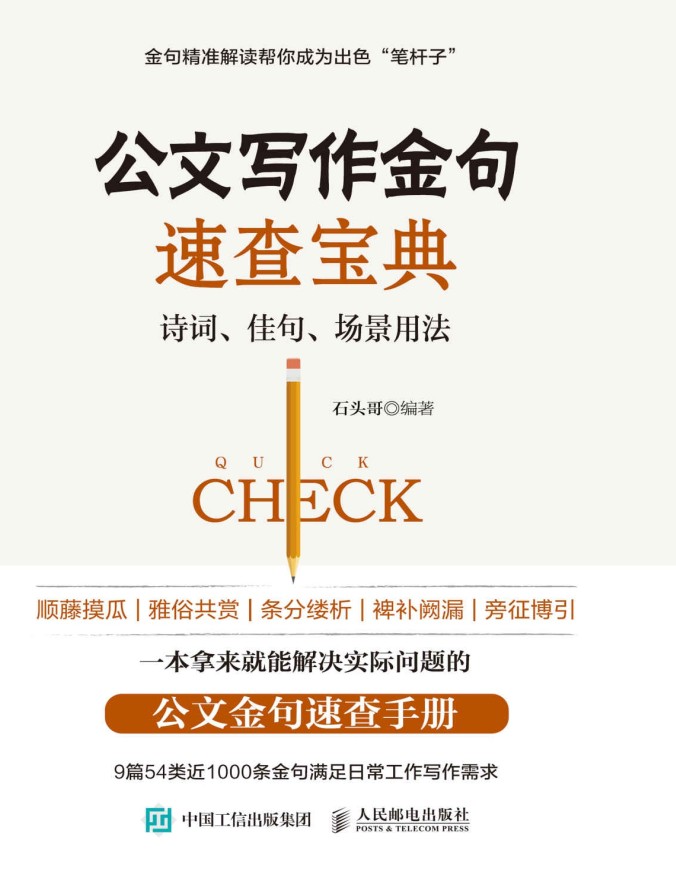 金句精准解读帮你成为出色“笔杆子”
公文写作金句
速查宝典
诗词、佳句、场景用法
石头哥◎编著
QUICK
CHECK
顺藤摸瓜|雅俗共赏|条分缕析|裨补阙漏|旁征博引
一本拿来就能解决实际问题的
公文金句速查手册
9篇54类近1000条金句满足日常工作写作需求
中国工信出版集团 人民邮电出版社
POSTS & TELECOM PRESS